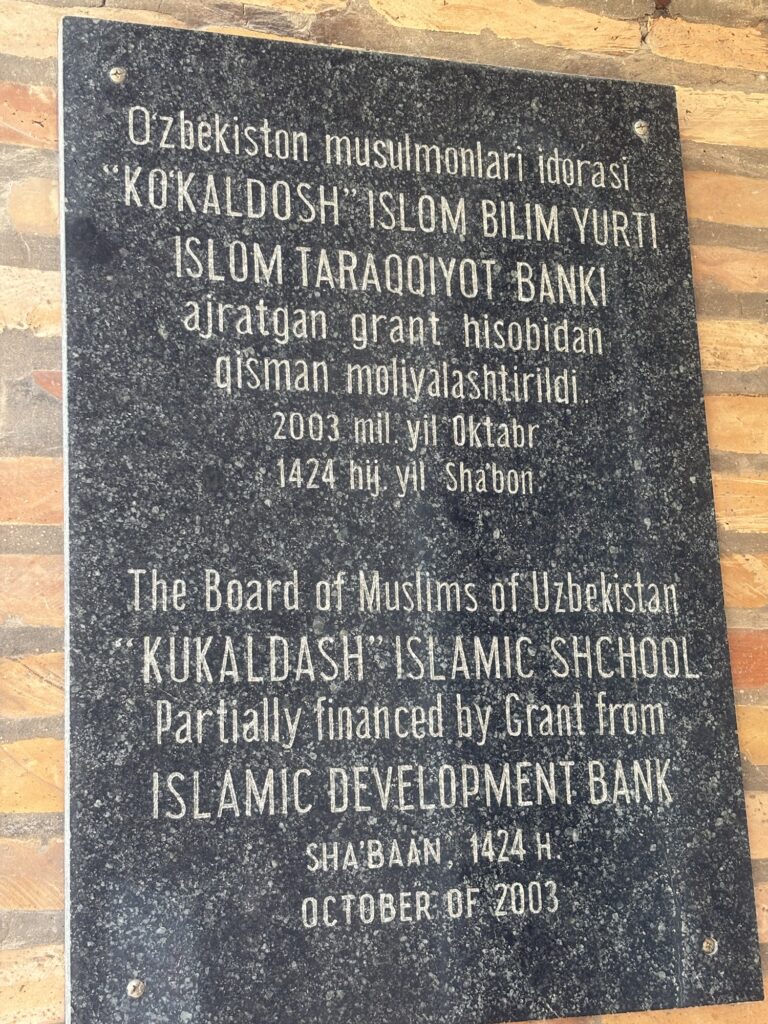 O'zbekiston musulmonlari idorasi
"KO'KALDOSH" ISLOM BILIM YURTI
ISLOM TARAQQIYOT BANKI
ajratgan grant hisobidan
qisman moliyalashtirildi.
2003 mil. yil Oktabr
1424 hij. yil Sha'bon.
The Board of Muslims of Uzbekistan
"KUKALDASH" ISLAMIC SHCHOOL
Partially financed by Grant from
ISLAMIC DEVELOPMENT BANK
SHA'BAAN, 1424 H.
OCTOBER OF 2003